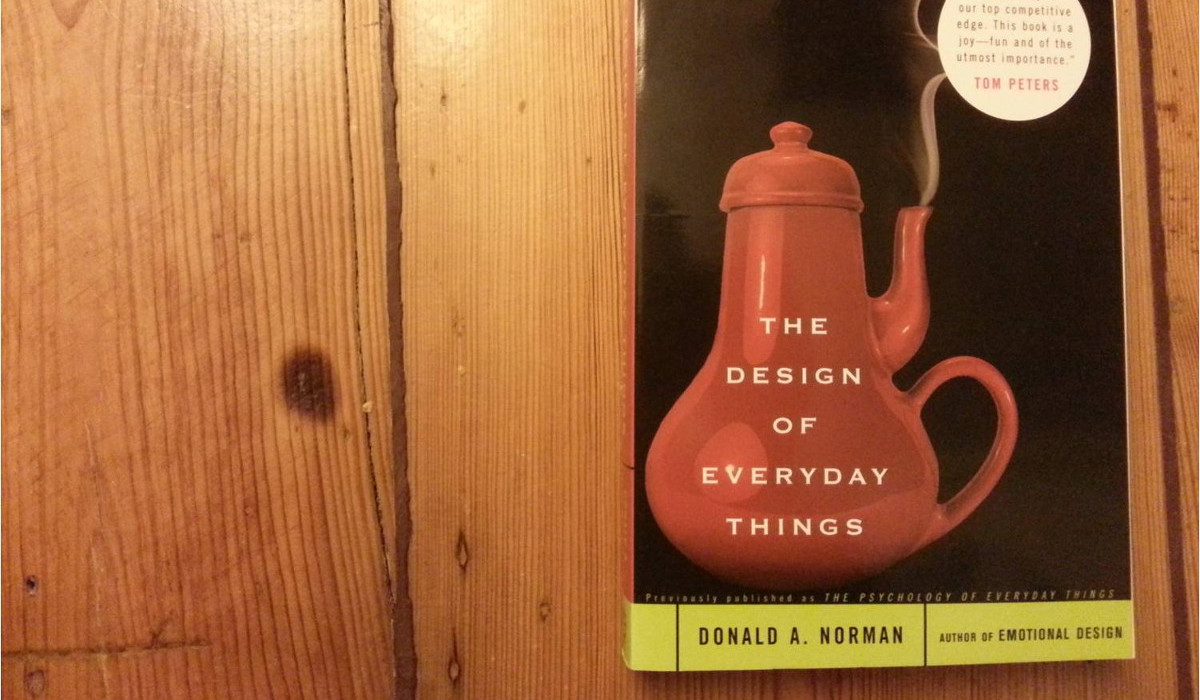 our top competitive
edge. This book is a
joy—fun and of the
utmost importance."
TOM PETERS
THE
DESIGN
OF
EVERYDAY
THINGS
Previously published as THE PSYCHOLOGY OF EVERYDAY THINGS
DONALD A. NORMAN
AUTHOR OF EMOTIONAL DESIGN